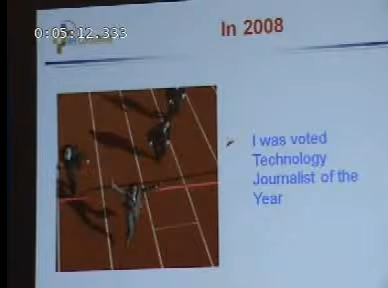 0:05:12.333
In 2008
I was voted
Technology
Journalist of the
Year